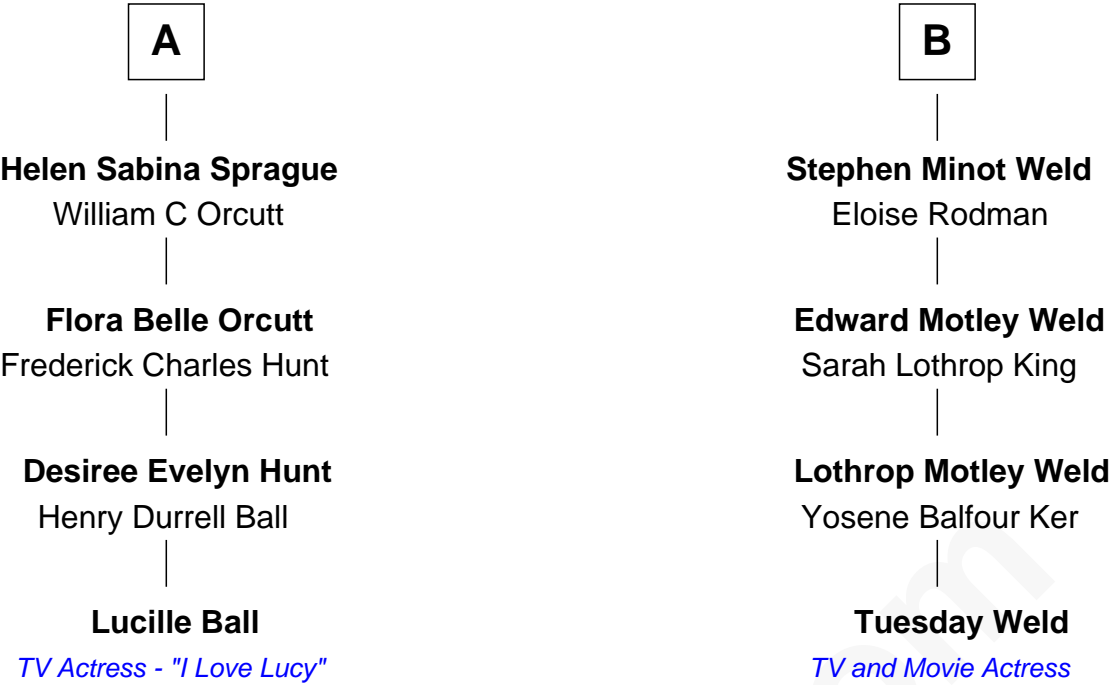 A
Helen Sabina Sprague
William C Orcutt
Flora Belle Orcutt
Frederick Charles Hunt
Desiree Evelyn Hunt
Henry Durrell Ball
Lucille Ball
TV Actress - "I Love Lucy"
B
Stephen Minot Weld
Eloise Rodman
Edward Motley Weld
Sarah Lothrop King
Lothrop Motley Weld
Yosene Balfour Ker
Tuesday Weld
TV and Movie Actress